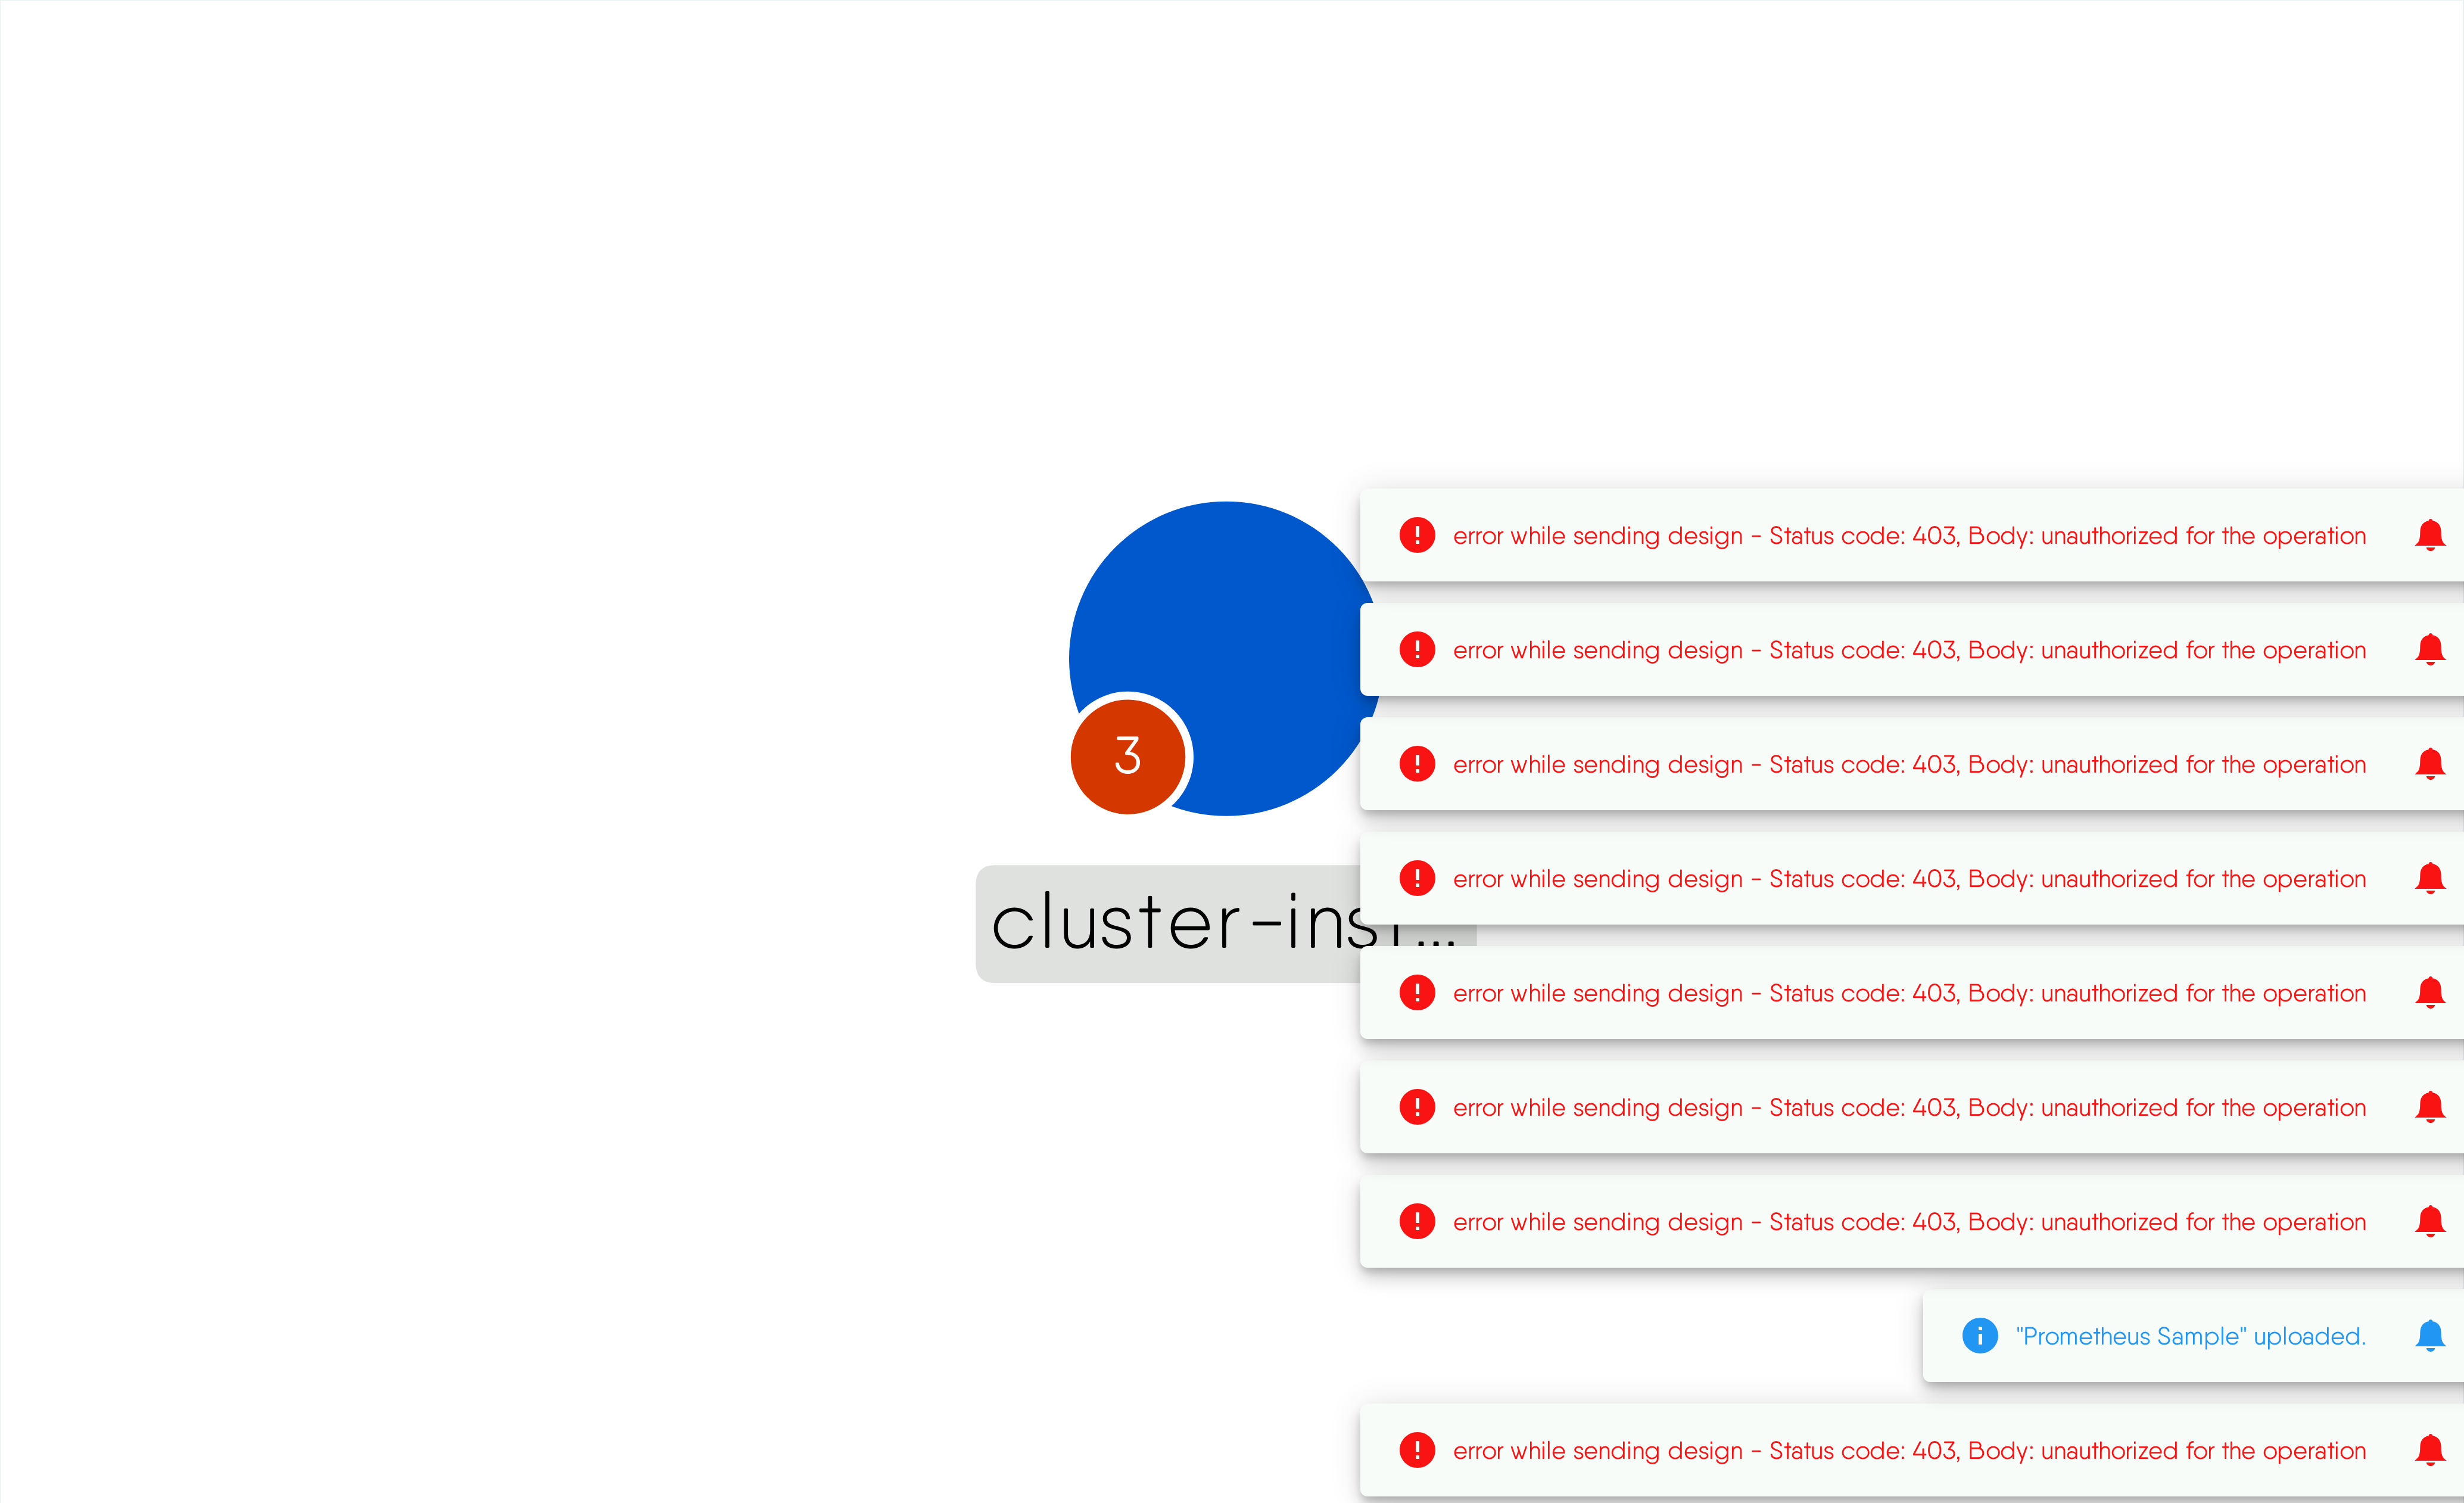 error while sending design - Status code: 403, Body: unauthorized for the operation
error while sending design - Status code: 403, Body: unauthorized for the operation
3
error while sending design - Status code: 403, Body: unauthorized for the operation
error while sending design - Status code: 403, Body: unauthorized for the operation
cluster-inst...
error while sending design - Status code: 403, Body: unauthorized for the operation
error while sending design - Status code: 403, Body: unauthorized for the operation
error while sending design - Status code: 403, Body: unauthorized for the operation
"Prometheus Sample" uploaded.
error while sending design - Status code: 403, Body: unauthorized for the operation